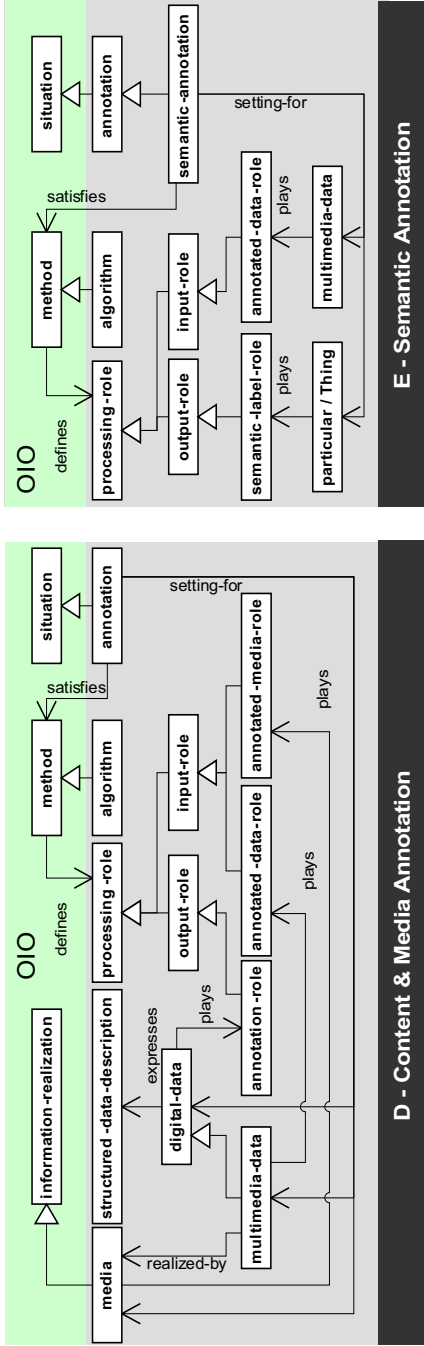 OIO
information-realization
method
situation
defines
satisfies
media
structured-data-description
processing-role
algorithm
annotation
expresses
setting-for
realized-by
digital-data
output-role
input-role
plays
multimedia-data
annotation-role
annotated-data-role
annotated-media-role
plays
plays
D - Content & Media Annotation
OIO
method
situation
defines
satisfies
processing-role
algorithm
annotation
output-role
input-role
semantic-annotation
setting-for
semantic-label-role
annotated-data-role
plays
plays
particular / Thing
multimedia-data
E - Semantic Annotation